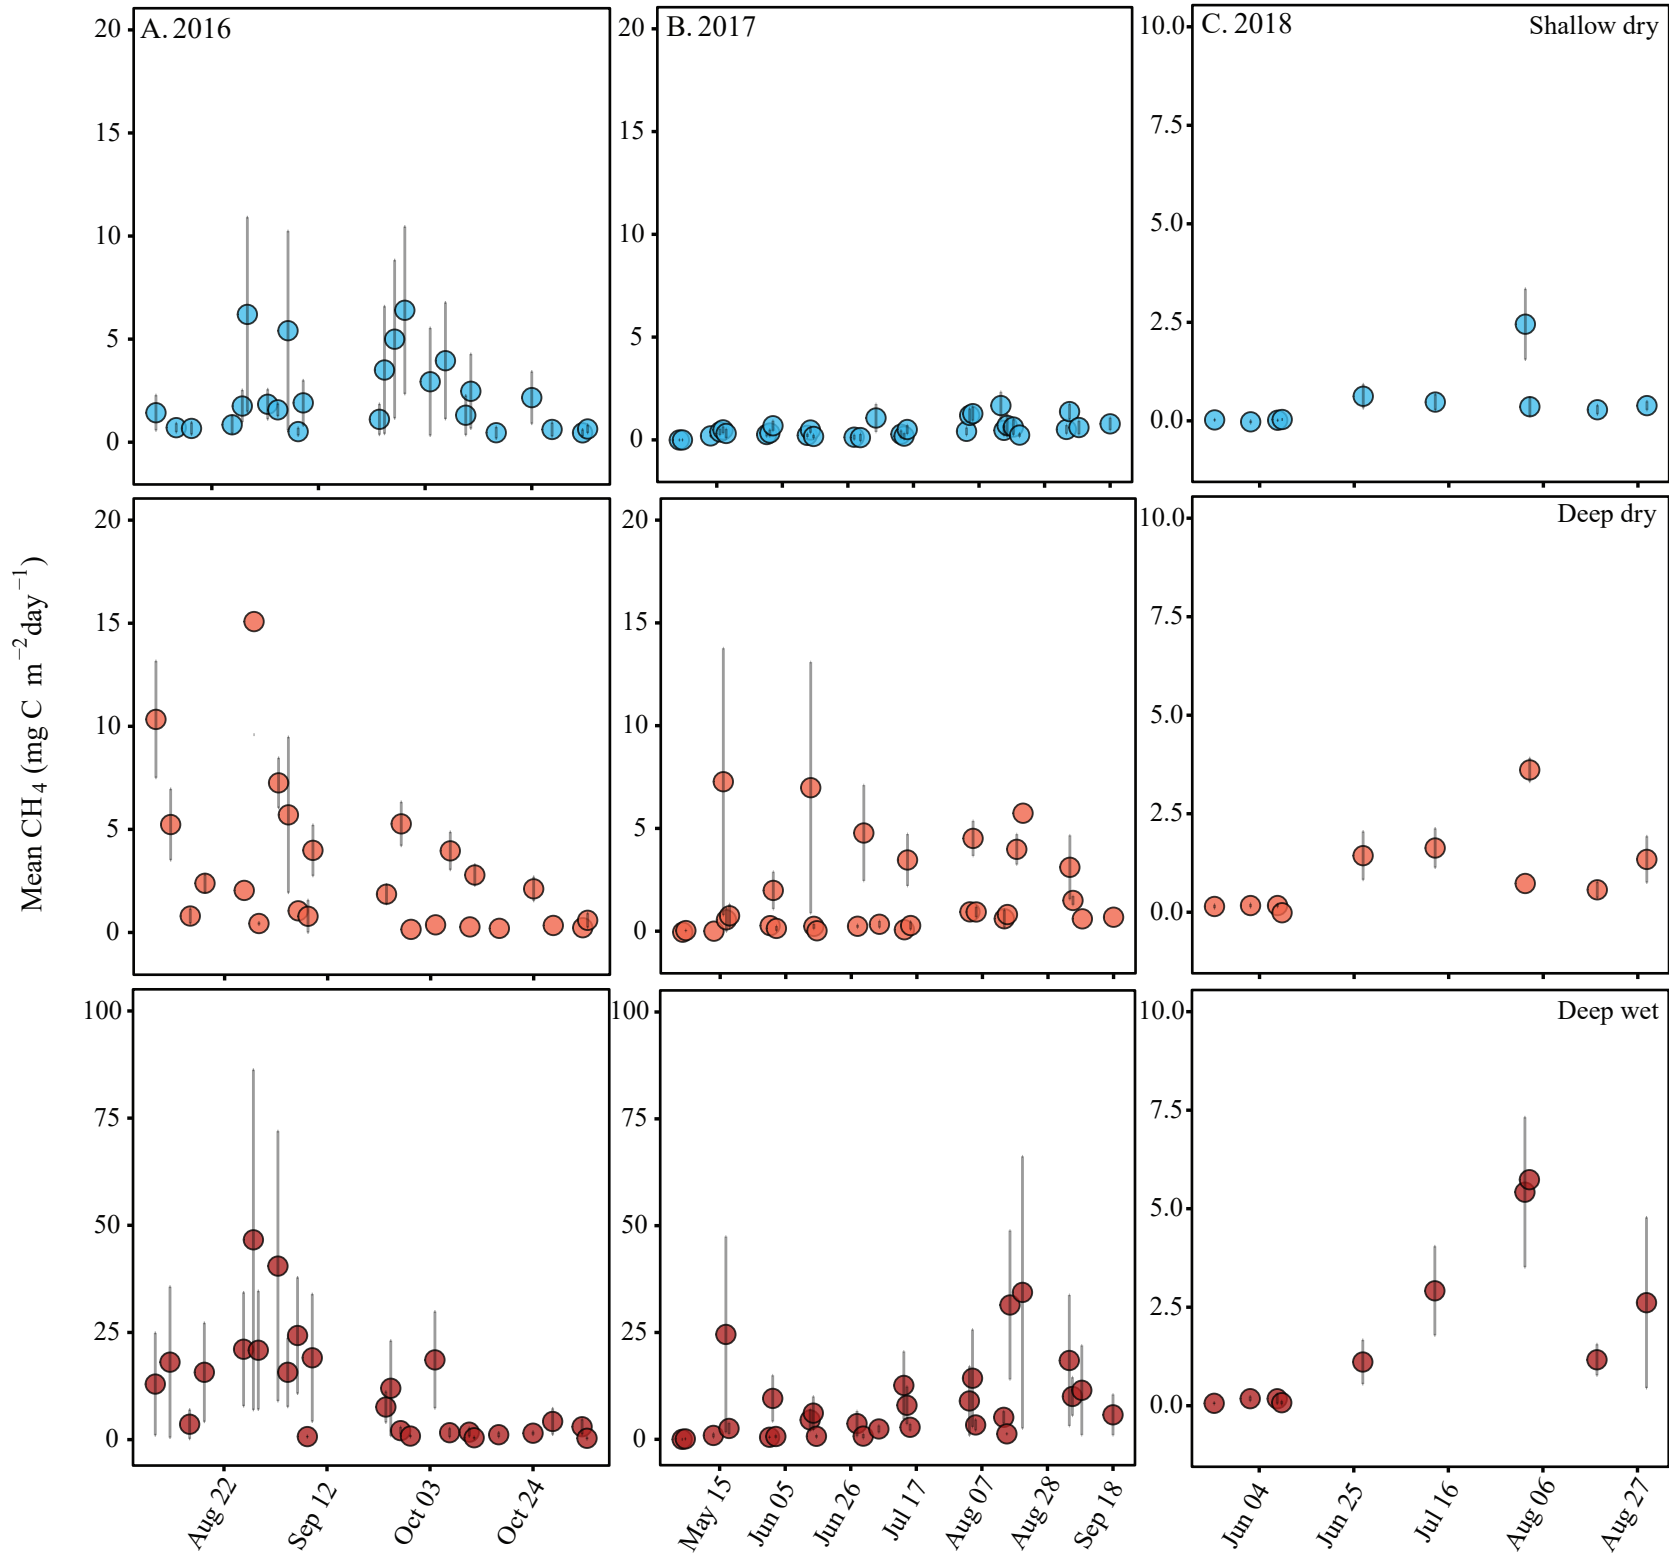 A. 2016
B. 2017
C. 2018
Shallow dry
20
15
10
5
0
20
15
10
5
0
10.0
7.5
5.0
2.5
0.0
Deep dry
20
15
10
5
0
20
15
10
5
0
10.0
7.5
5.0
2.5
0.0
Mean CH4 (mg C m−2day−1)
Deep wet
100
75
50
25
0
100
75
50
25
0
10.0
7.5
5.0
2.5
0.0
Aug 22
Sep 12
Oct 03
Oct 24
May 15
Jun 05
Jun 26
Jul 17
Aug 07
Aug 28
Sep 18
Jun 04
Jun 25
Jul 16
Aug 06
Aug 27